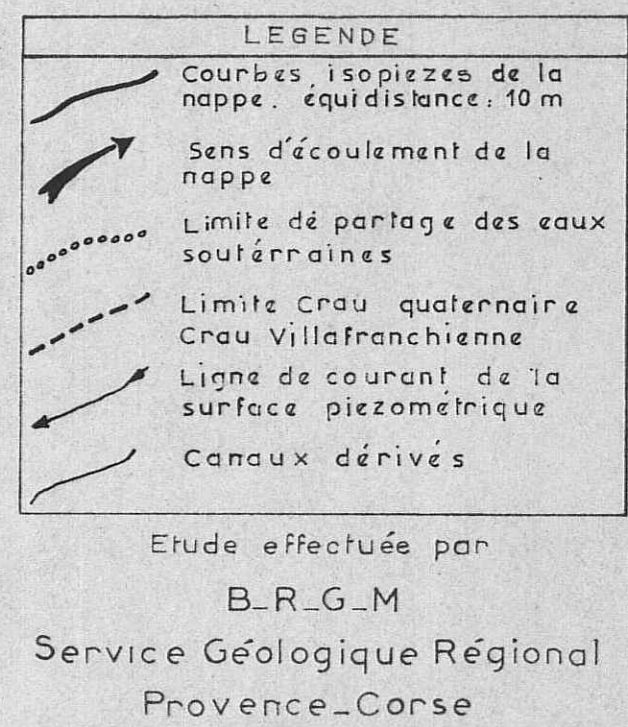 LEGENDE
Courbes isopiezes de la
nappe. équidistance: 10 m
Sens d'écoulement de la
nappe
Limite dé partage des eaux
soutérraines
Limite Crau quaternaire
Crau Villafranchienne
Ligne de courant de la
surface piezométrique
Canaux dérivés
Etude effectuée par
B_R_G_M
Service Géologique Régional
Provence_Corse